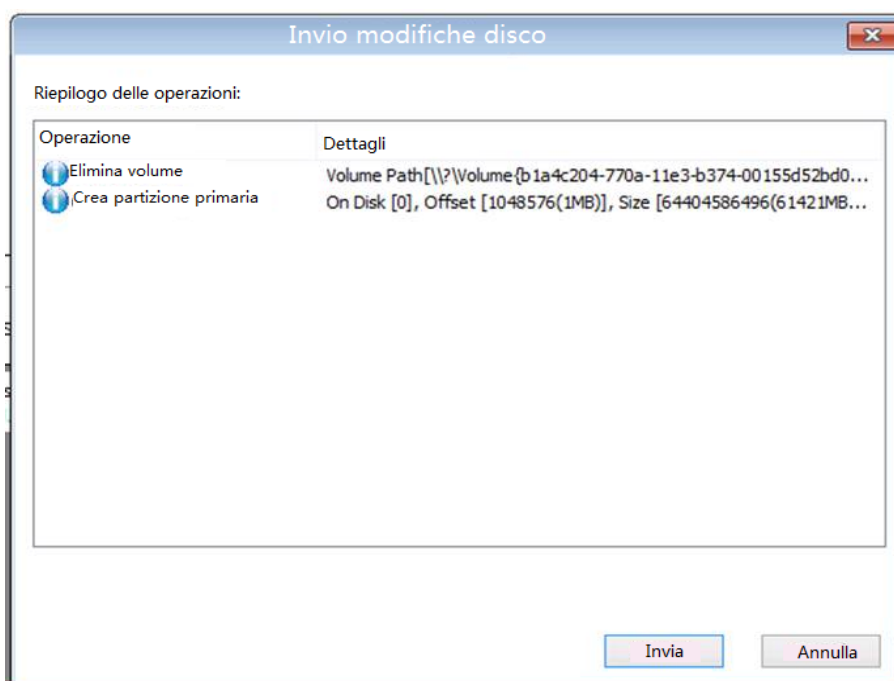 Invio modifiche disco
Riepilogo delle operazioni:
Operazione Dettagli
Elimina volume Volume Path[\\?\Volume{b1a4c204-770a-11e3-b374-00155d52bd0...
Crea partizione primaria On Disk [0], Offset [1048576(1MB)], Size [64404586496(61421MB...
Invia Annulla